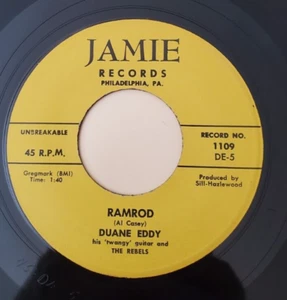 JAMIE
RECORDS
PHILADELPHIA, PA.
UNBREAKABLE
45 R.P.M.
Gregmark (BMI)
Time: 1:40
RECORD NO.
1109
DE-5
Produced by
Sill-Hazlewood
RAMROD
(Al Casey)
DUANE EDDY
his 'twangy' guitar and
THE REBELS